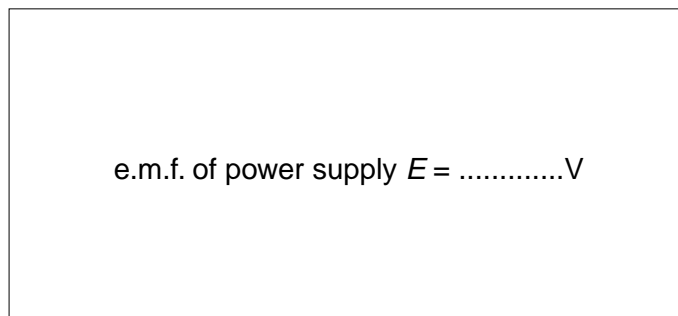 e.m.f. of power supply E = .............V